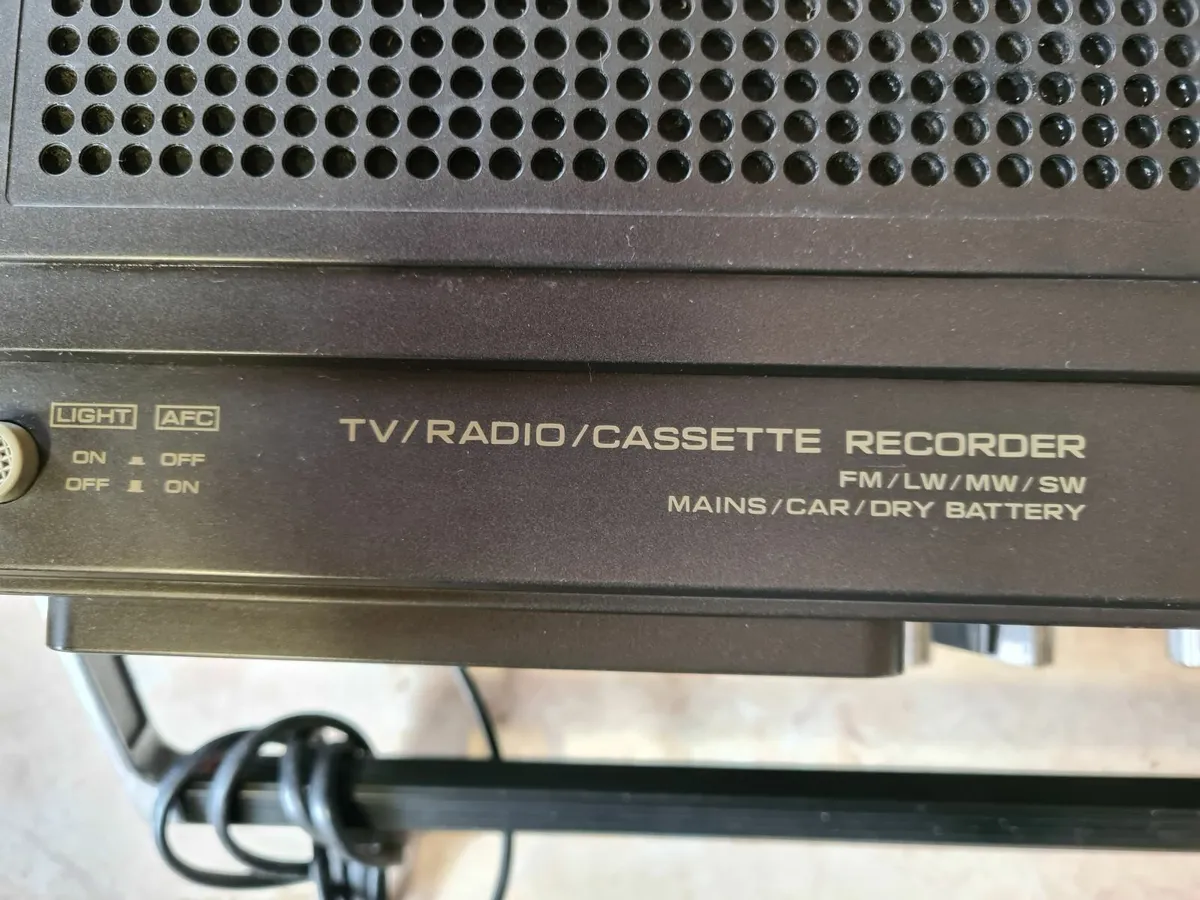 LIGHT AFC
ON OFF
OFF ON
TV/RADIO/CASSETTE RECORDER
FM/LW/MW/SW
MAINS/CAR/DRY BATTERY